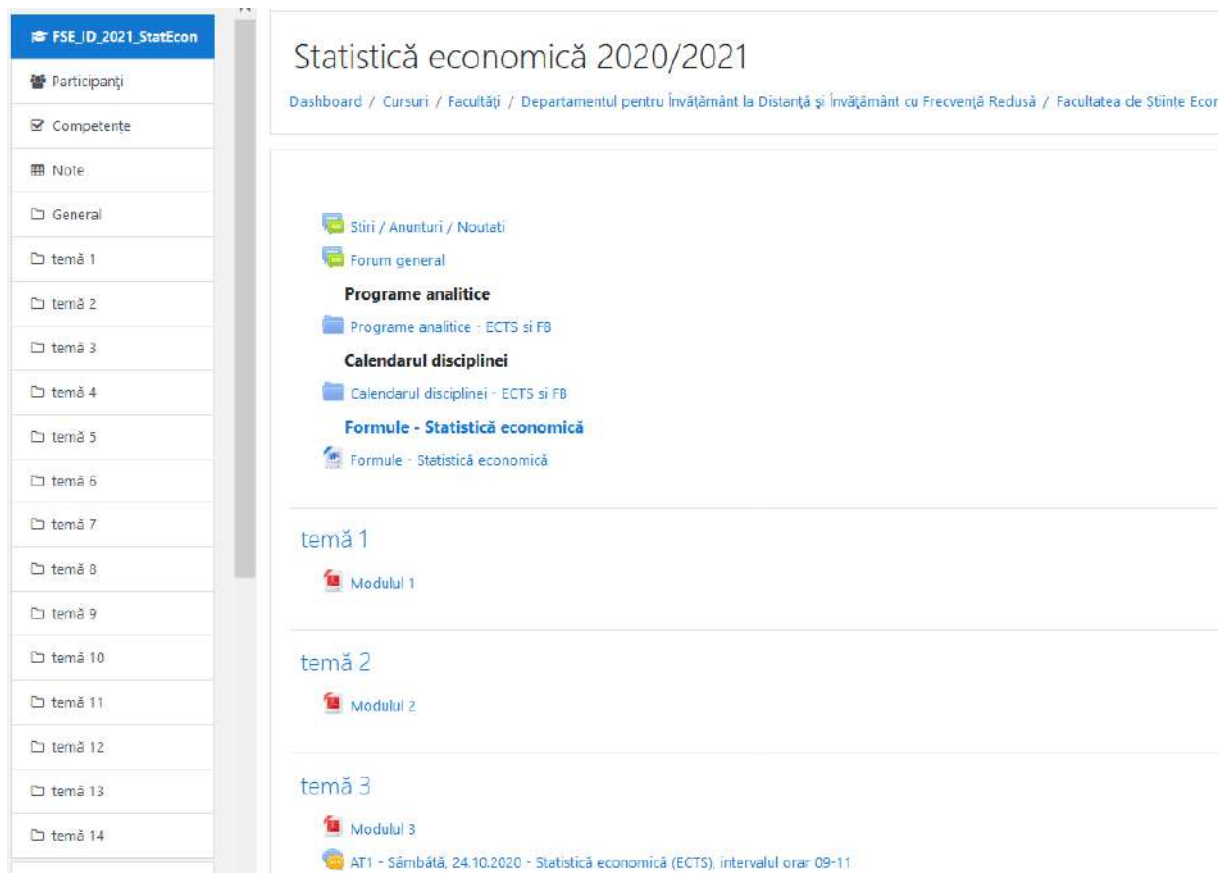 FSE_ID_2021_StatEcon
Participanți
Competențe
Note
General
temă 1
temă 2
temă 3
temă 4
temă 5
temă 6
temă 7
temă 8
temă 9
temă 10
temă 11
temă 12
temă 13
temă 14
Statistică economică 2020/2021
Dashboard / Cursuri / Facultăți / Departamentul pentru Învățământ la Distanță și Învățământ cu Frecvență Redusă / Facultatea de Științe Econ
Stiri / Anunturi / Noutati
Forum general
Programe analitice
Programe analitice - ECTS si FB
Calendarul disciplinei
Calendarul disciplinei - ECTS si FB
Formule - Statistică economică
Formule - Statistică economică
temă 1
Modulul 1
temă 2
Modulul 2
temă 3
Modulul 3
AT1 - Sâmbătă, 24.10.2020 - Statistică economică (ECTS), intervalul orar 09-11